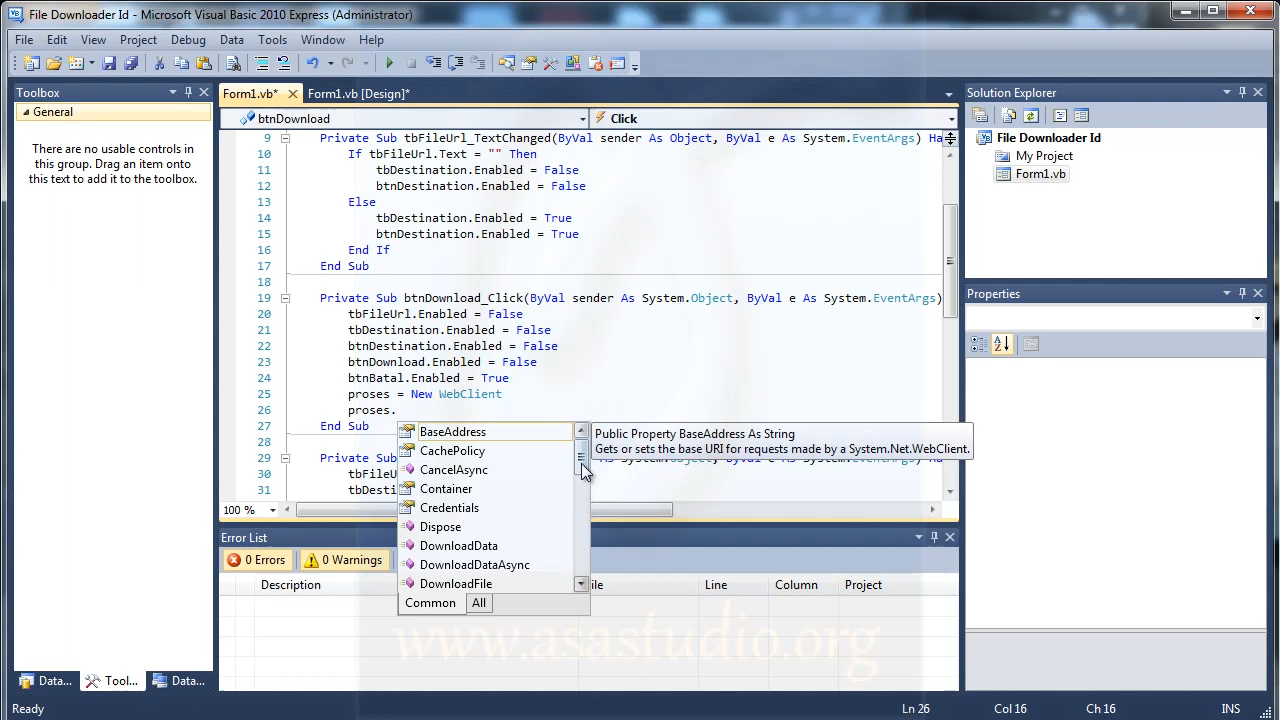 File Downloader Id - Microsoft Visual Basic 2010 Express (Administrator)
File Edit View Project Debug Data Tools Window Help
Toolbox
General
There are no usable controls in
this group. Drag an item onto
this text to add it to the toolbox.
Data... Tool... Data...
Form1.vb* Form1.vb [Design]*
btnDownload Click
9 Private Sub tbFileUrl_TextChanged(ByVal sender As Object, ByVal e As System.EventArgs) Ha
10 If tbFileUrl.Text = "" Then
11 tbDestination.Enabled = False
12 btnDestination.Enabled = False
13 Else
14 tbDestination.Enabled = True
15 btnDestination.Enabled = True
16 End If
17 End Sub
18
19 Private Sub btnDownload_Click(ByVal sender As System.Object, ByVal e As System.EventArgs)
20 tbFileUrl.Enabled = False
21 tbDestination.Enabled = False
22 btnDestination.Enabled = False
23 btnDownload.Enabled = False
24 btnBatal.Enabled = True
25 proses = New WebClient
26 proses.
27 End Sub
28
29 Private Sub As System.Object, ByVal e As System.EventArgs) Ha
30 tbFileU
31 tbDesti
BaseAddress
CachePolicy
CancelAsync
Container
Credentials
Dispose
DownloadData
DownloadDataAsync
DownloadFile
Common All
Public Property BaseAddress As String
Gets or sets the base URI for requests made by a System.Net.WebClient.
100 %
Error List
0 Errors 0 Warnings
Description File Line Column Project
www.asastudio.org
Solution Explorer
File Downloader Id
My Project
Form1.vb
Properties
Ready Ln 26 Col 16 Ch 16 INS